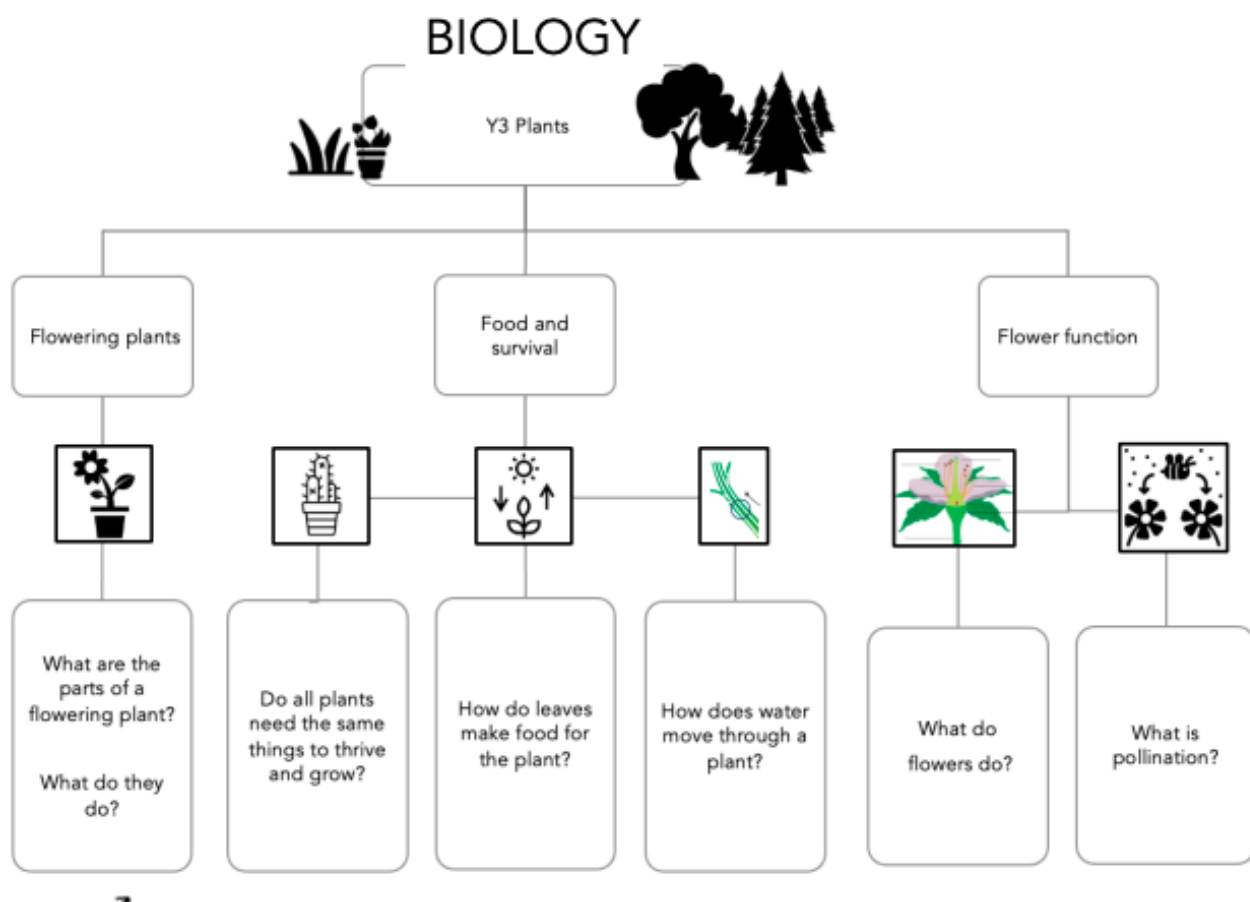 BIOLOGY
Y3 Plants
Flowering plants
Food and
survival
Flower function
What are the
parts of a
flowering plant?
What do they
do?
Do all plants
need the same
things to thrive
and grow?
How do leaves
make food for
the plant?
How does water
move through a
plant?
What do
flowers do?
What is
pollination?